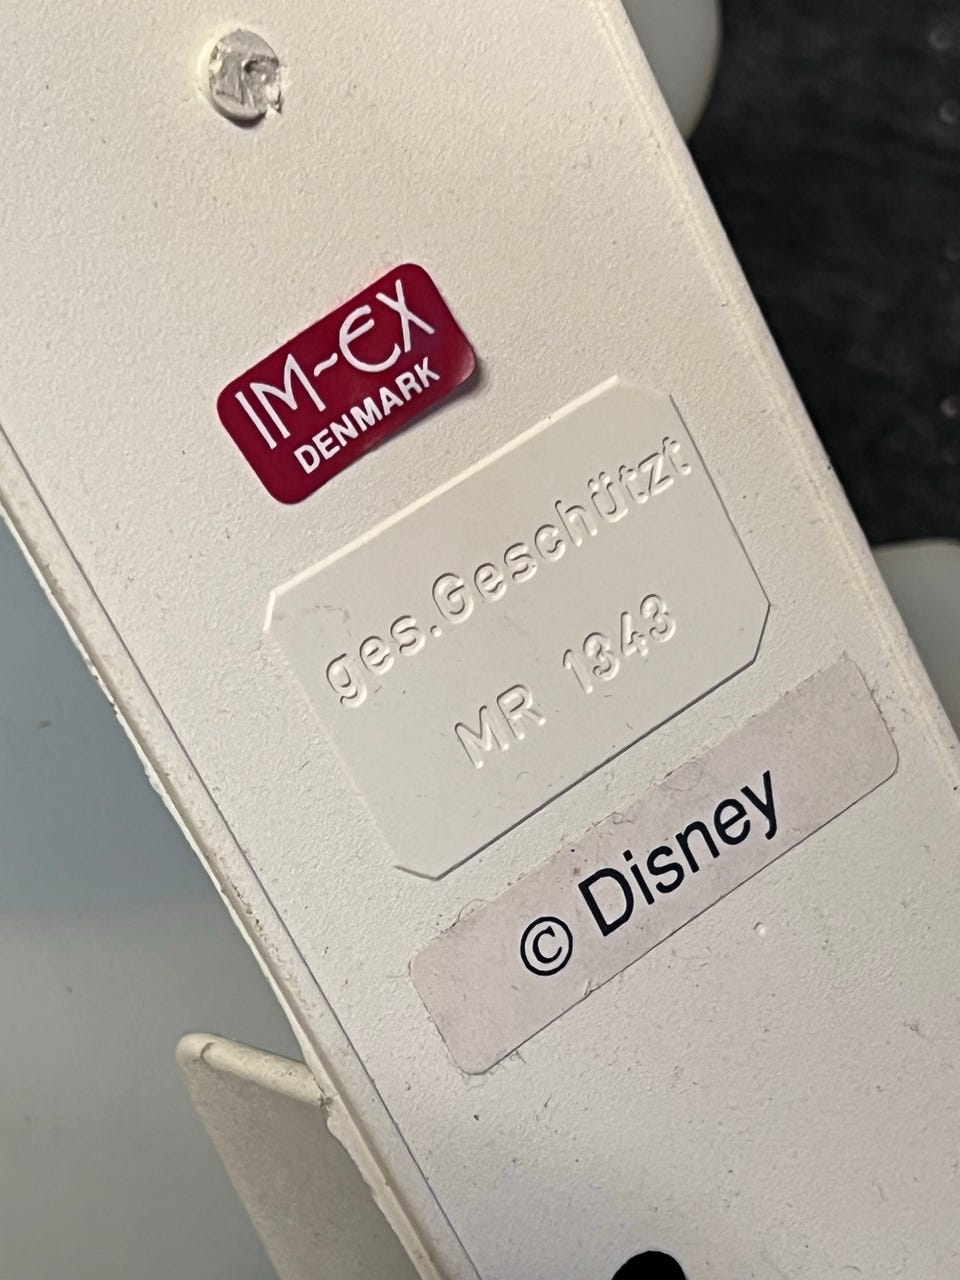 IM-EX
DENMARK
ges.Geschützt
MR 1343
© Disney